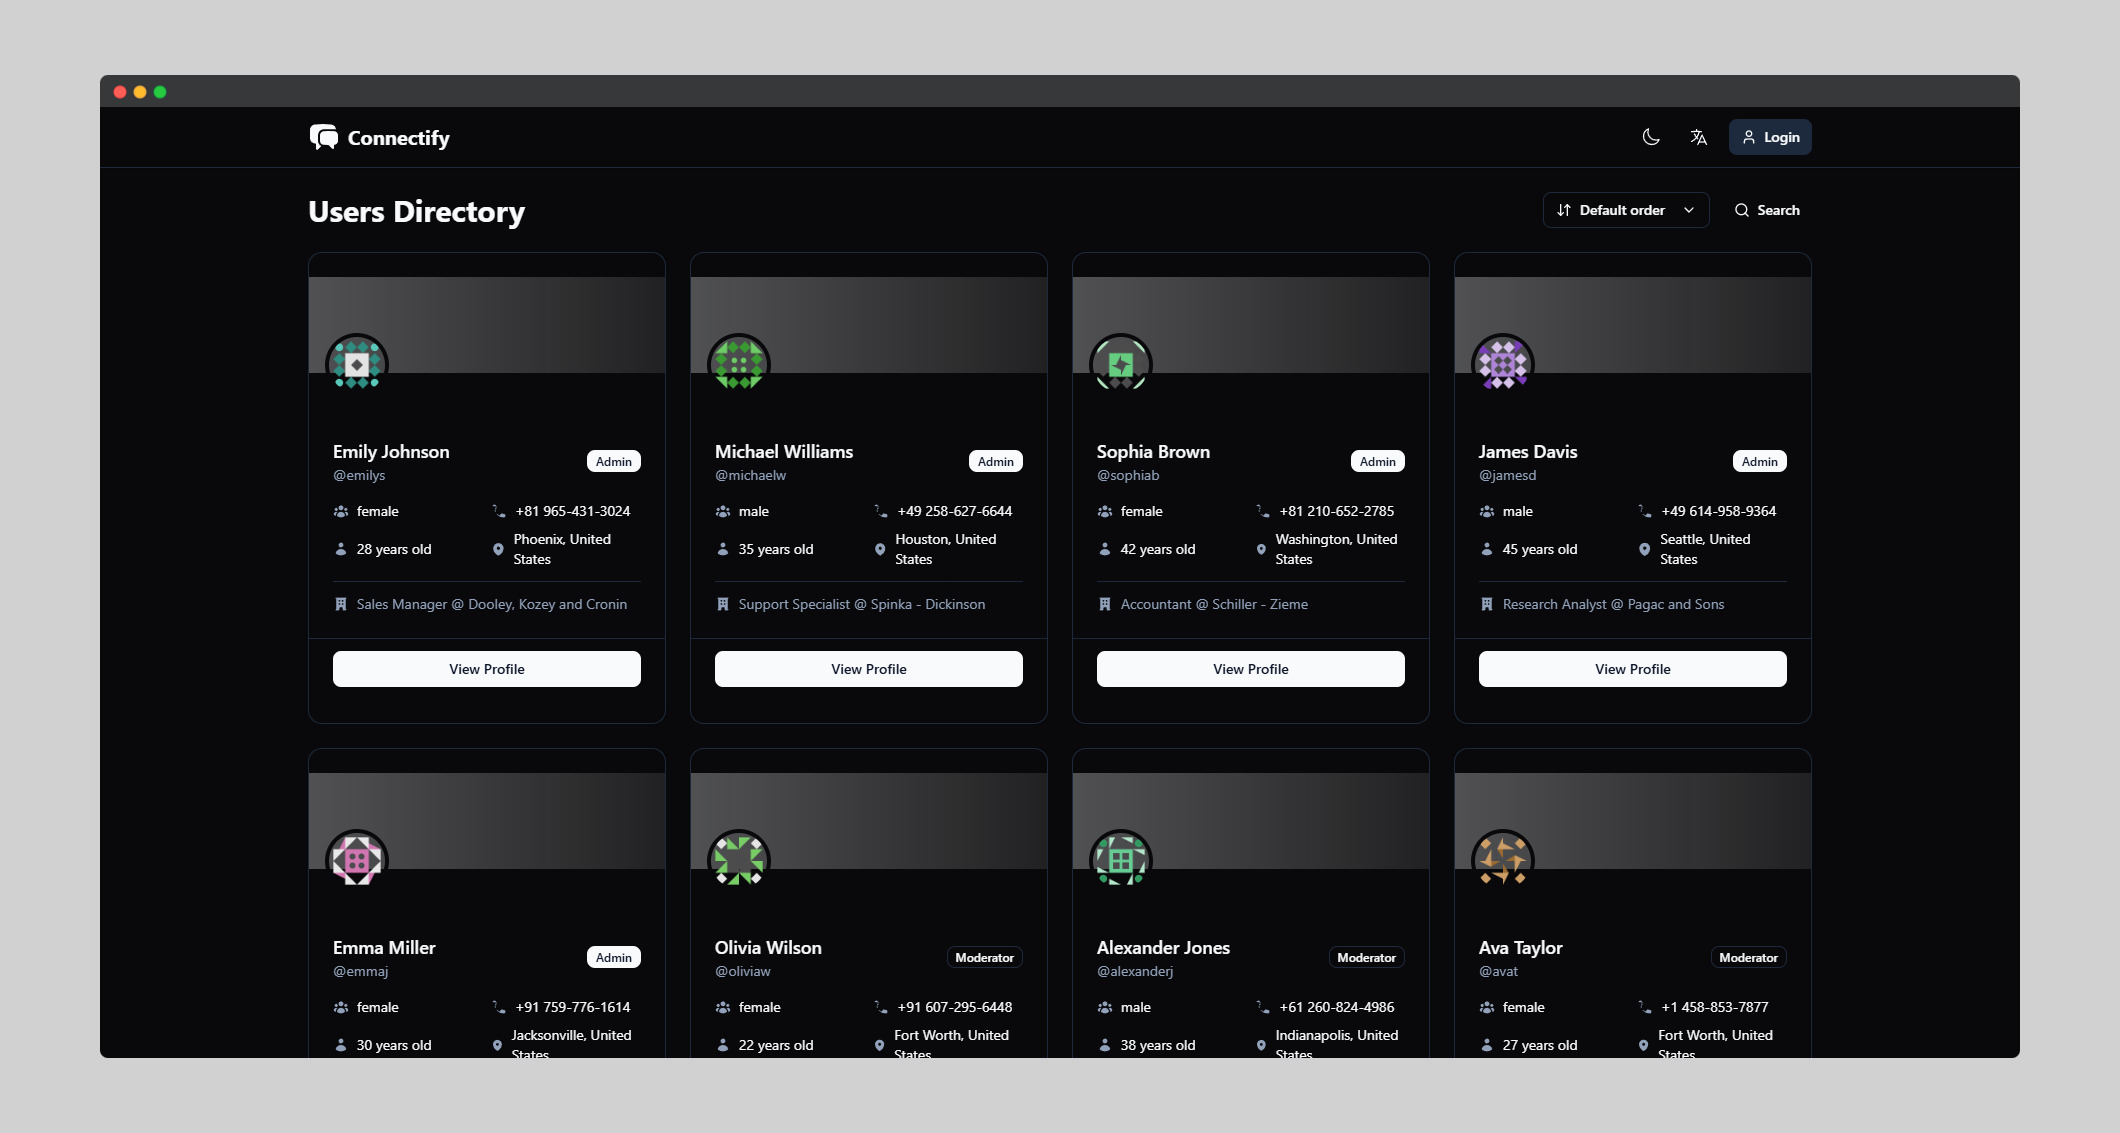 Connectify
Login
Users Directory
Default order
Search
Emily Johnson
@emilys
Admin
female
+81 965-431-3024
28 years old
Phoenix, United
States
Sales Manager @ Dooley, Kozey and Cronin
View Profile
Michael Williams
@michaelw
Admin
male
+49 258-627-6644
35 years old
Houston, United
States
Support Specialist @ Spinka - Dickinson
View Profile
Sophia Brown
@sophiab
Admin
female
+81 210-652-2785
42 years old
Washington, United
States
Accountant @ Schiller - Zieme
View Profile
James Davis
@jamesd
Admin
male
+49 614-958-9364
45 years old
Seattle, United
States
Research Analyst @ Pagac and Sons
View Profile
Emma Miller
@emmaj
Admin
female
+91 759-776-1614
30 years old
Jacksonville, United
States
Olivia Wilson
@oliviaw
Moderator
female
+91 607-295-6448
22 years old
Fort Worth, United
States
Alexander Jones
@alexanderj
Moderator
male
+61 260-824-4986
38 years old
Indianapolis, United
States
Ava Taylor
@avat
Moderator
female
+1 458-853-7877
27 years old
Fort Worth, United
States